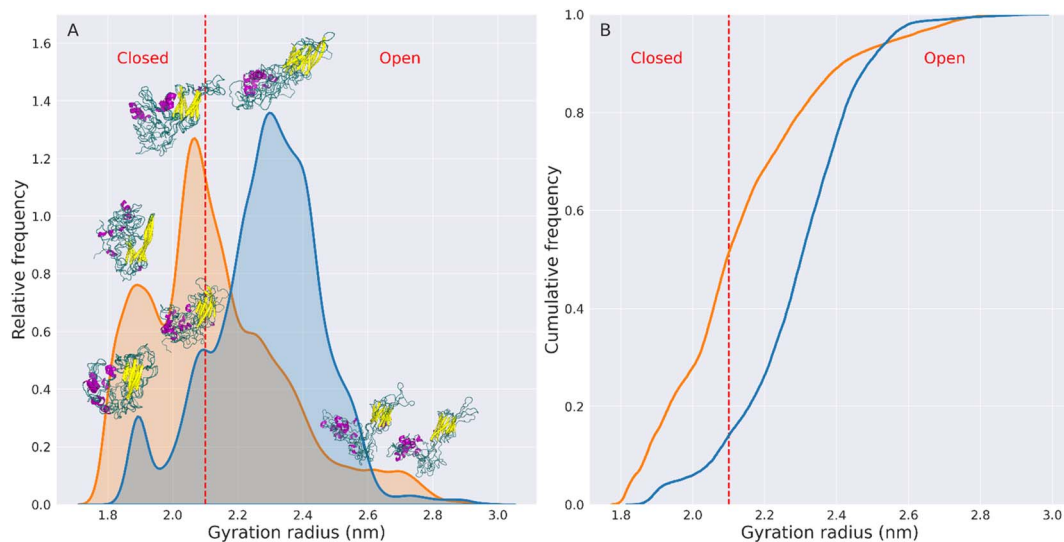 A
Closed
Open
1.6
1.4
1.2
1.0
0.8
0.6
0.4
0.2
0.0
Relative frequency
1.8
2.0
2.2
2.4
2.6
2.8
3.0
Gyration radius (nm)
B
Closed
Open
1.0
0.8
0.6
0.4
0.2
0.0
Cumulative frequency
1.8
2.0
2.2
2.4
2.6
2.8
3.0
Gyration radius (nm)